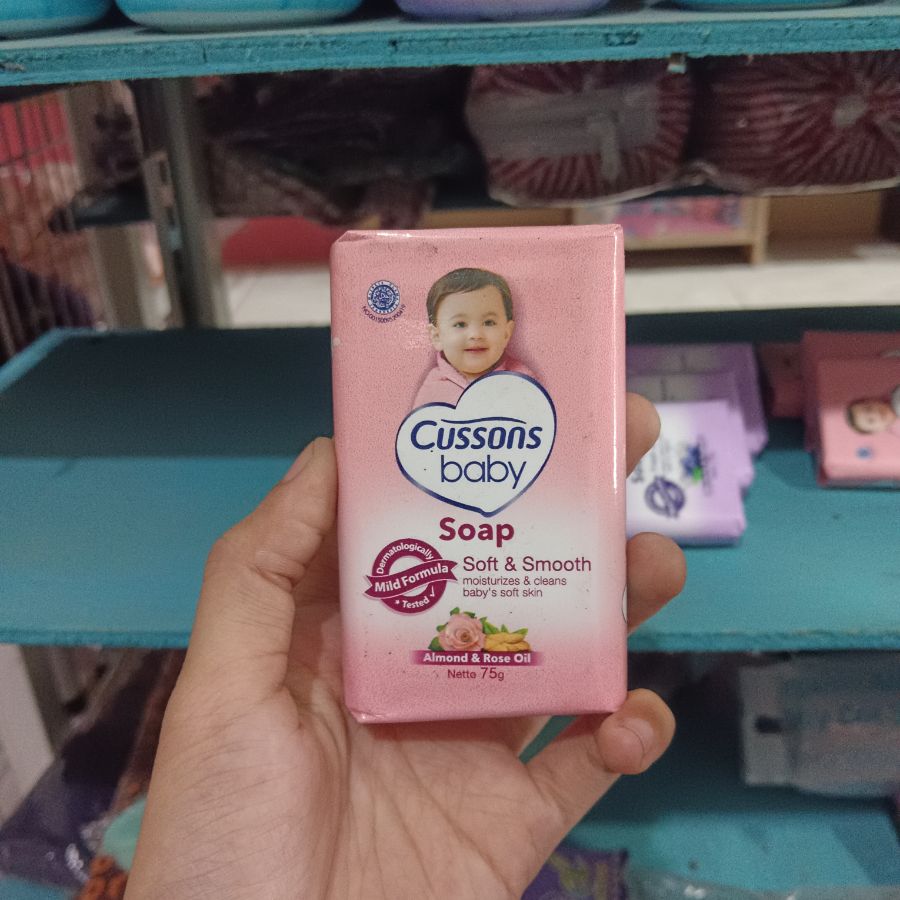 Cussons
baby
Soap
Dermatologically
Mild Formula
* Tested
Soft & Smooth
moisturizes & cleans
baby's soft skin
Almond & Rose Oil
Netto 75g